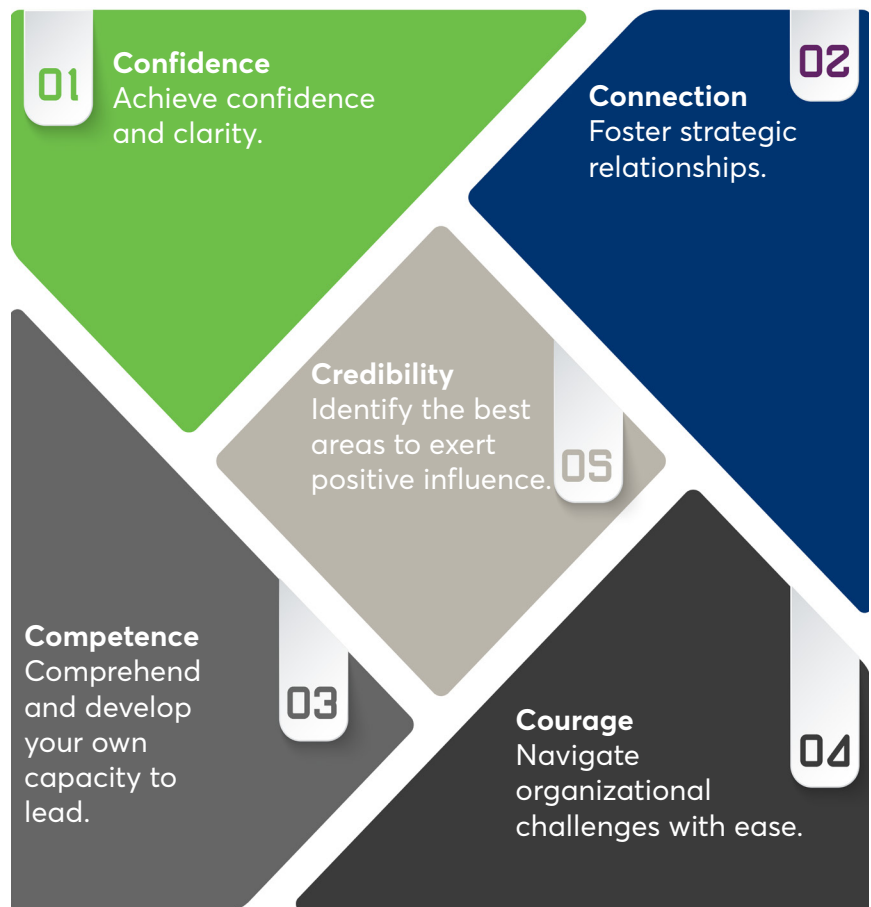 01
Confidence
Achieve confidence
and clarity.
02
Connection
Foster strategic
relationships.
Credibility
Identify the best
areas to exert
positive influence.
05
Competence
Comprehend
and develop
your own
capacity to
lead.
03
Courage
Navigate
organizational
challenges with ease.
04